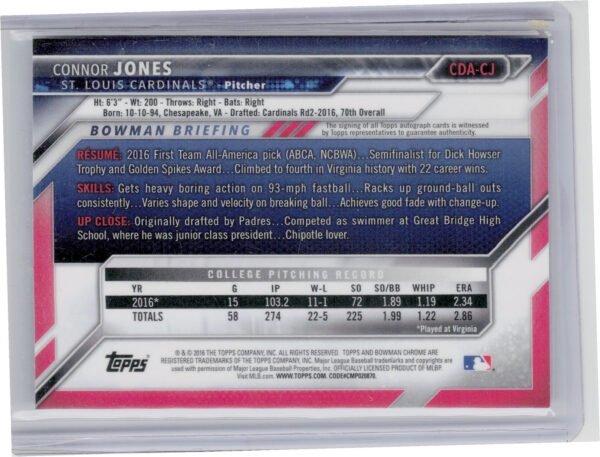 CONNOR JONES CDA-CJ
ST. LOUIS CARDINALS® - Pitcher
Ht: 6'3" - Wt: 200 - Throws: Right - Bats: Right
Born: 10-10-94, Chesapeake, VA - Drafted: Cardinals Rd2-2016, 70th Overall
BOWMAN BRIEFING
The signing of all Topps autograph cards is witnessed
by Topps representatives to guarantee authenticity.
RÉSUMÉ: 2016 First Team All-America pick (ABCA, NCBWA)...Semifinalist for Dick Howser
Trophy and Golden Spikes Award...Climbed to fourth in Virginia history with 22 career wins.
SKILLS: Gets heavy boring action on 93-mph fastball...Racks up ground-ball outs
consistently...Varies shape and velocity on breaking ball...Achieves good fade with change-up.
UP CLOSE: Originally drafted by Padres...Competed as swimmer at Great Bridge High
School, where he was junior class president...Chipotle lover.
COLLEGE PITCHING RECORD
YR G IP W-L SO SO/BB WHIP ERA
2016* 15 103.2 11-1 72 1.89 1.19 2.34
TOTALS 58 274 22-5 225 1.99 1.22 2.86
*Played at Virginia
topps
® & © 2016 THE TOPPS COMPANY, INC. ALL RIGHTS RESERVED. TOPPS AND BOWMAN CHROME ARE
REGISTERED TRADEMARKS OF THE TOPPS COMPANY, INC. Major League Baseball trademarks and copyrights are
used with permission of Major League Baseball Properties, Inc. OFFICIALLY LICENSED PRODUCT OF MLBP.
Visit MLB.com WWW.TOPPS.COM. CODE#CMP020870.